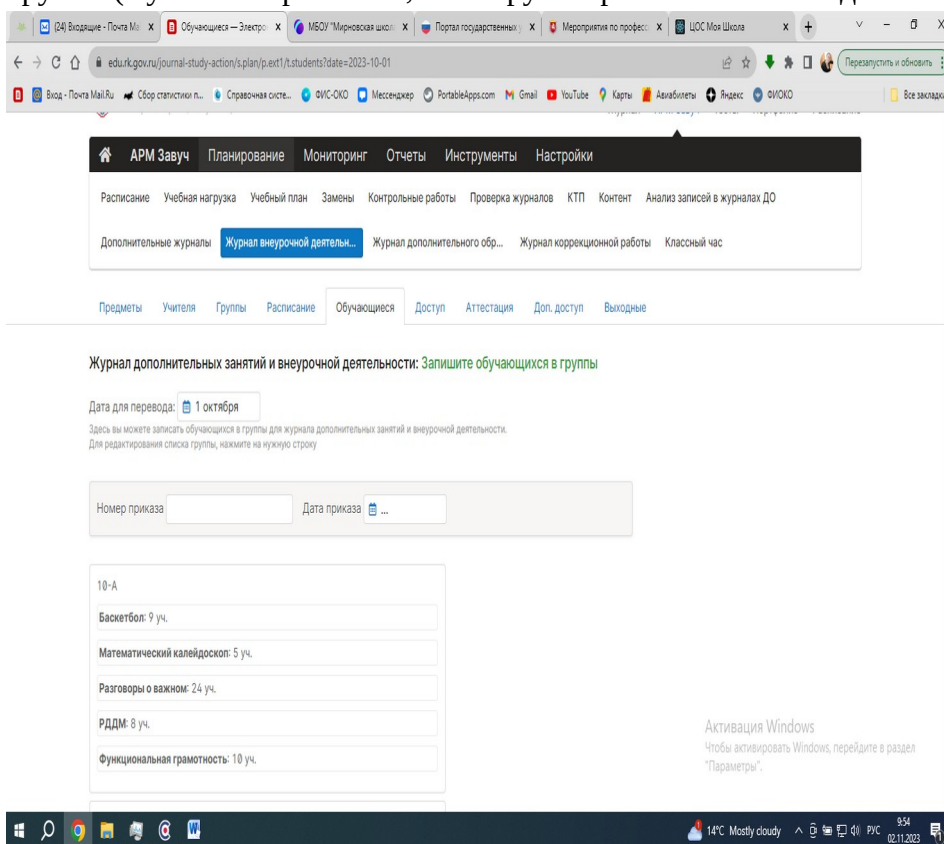 (24) Входящие - Почта Ма
Обучающиеся — Электро
МБОУ "Мирновская школ
Портал государственных у
Мероприятия по професс
ЦОС Моя Школа
edu.rk.gov.ru/journal-study-action/s.plan/p.ext1/t.students?date=2023-10-01
Перезапустить и обновить
Вход - Почта Mail.Ru Сбор статистики п... Справочная систе... ФИС-ОКО Мессенджер PortableApps.com Gmail YouTube Карты Авиабилеты Яндекс ФИОКО Все закладки
АРМ Завуч Планирование Мониторинг Отчеты Инструменты Настройки
Расписание Учебная нагрузка Учебный план Замены Контрольные работы Проверка журналов КТП Контент Анализ записей в журналах ДО
Дополнительные журналы Журнал внеурочной деятельн... Журнал дополнительного обр... Журнал коррекционной работы Классный час
Предметы Учителя Группы Расписание Обучающиеся Доступ Аттестация Доп. доступ Выходные
Журнал дополнительных занятий и внеурочной деятельности: Запишите обучающихся в группы
Дата для перевода: 1 октября
Здесь вы можете записать обучающихся в группы для журнала дополнительных занятий и внеурочной деятельности.
Для редактирования списка группы, нажмите на нужную строку
Номер приказа Дата приказа ...
10-А
Баскетбол: 9 уч.
Математический калейдоскоп: 5 уч.
Разговоры о важном: 24 уч.
РДДМ: 8 уч.
Функциональная грамотность: 10 уч.
Активация Windows
Чтобы активировать Windows, перейдите в раздел
"Параметры".
14°C Mostly cloudy РУС 9:54
02.11.2023